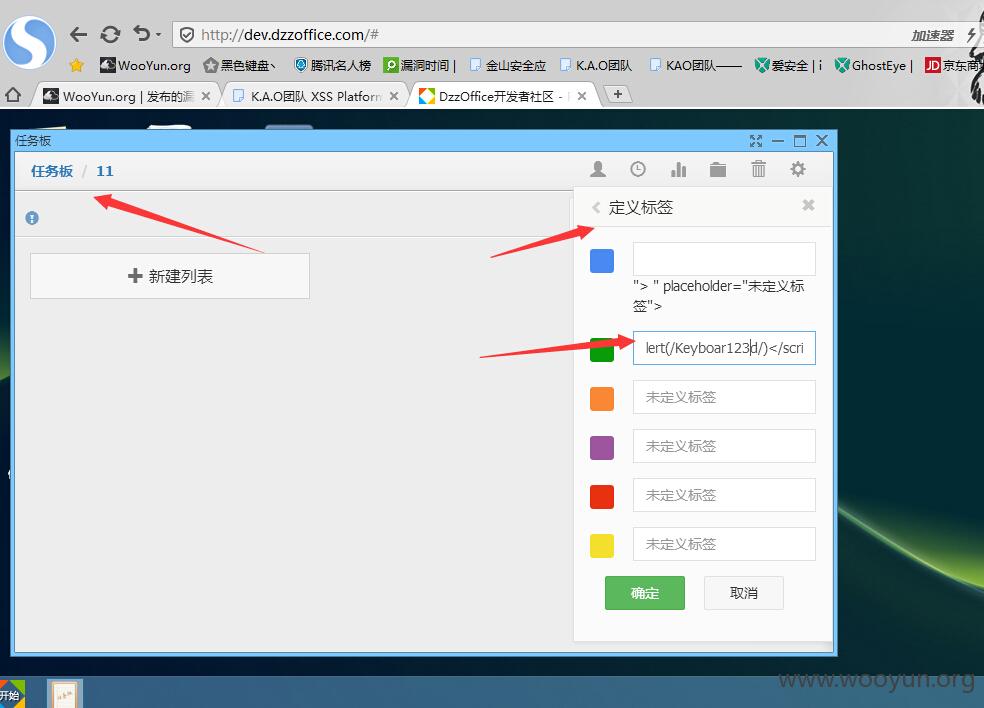 http://dev.dzzoffice.com/#
加速器
WooYun.org
黑色键盘丶
腾讯名人榜
漏洞时间 |
金山安全应
K.A.O团队
KAO团队——
爱安全 | i
GhostEye |
JD 京东商
WooYun.org | 发布的漏
K.A.O团队 XSS Platform
DzzOffice开发者社区 -
任务板
任务板 / 11
定义标签
"> " placeholder="未定义标
签">
新建列表
lert(/Keyboar123d/)</scri
未定义标签
未定义标签
未定义标签
未定义标签
确定
取消
开始
www.wooyun.org